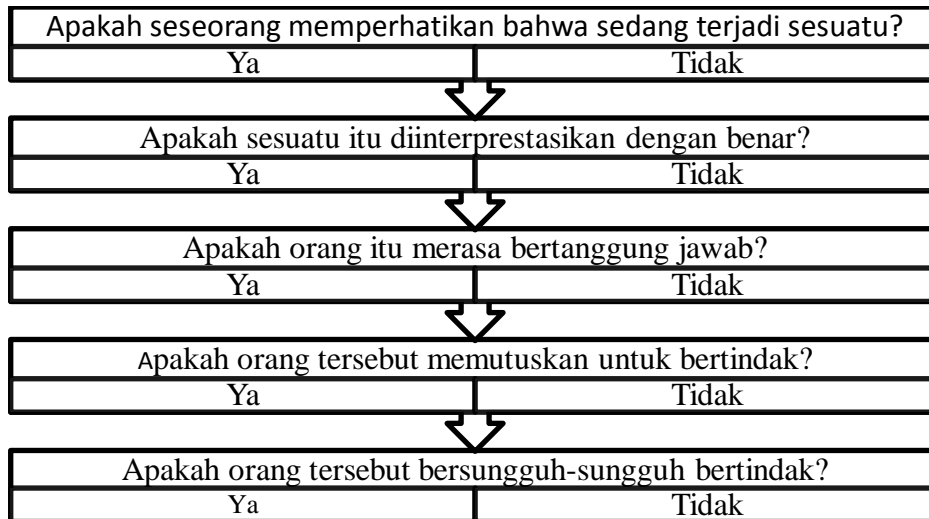 Apakah seseorang memperhatikan bahwa sedang terjadi sesuatu?
Ya Tidak
Apakah sesuatu itu diinterprestasikan dengan benar?
Ya Tidak
Apakah orang itu merasa bertanggung jawab?
Ya Tidak
Apakah orang tersebut memutuskan untuk bertindak?
Ya Tidak
Apakah orang tersebut bersungguh-sungguh bertindak?
Ya Tidak